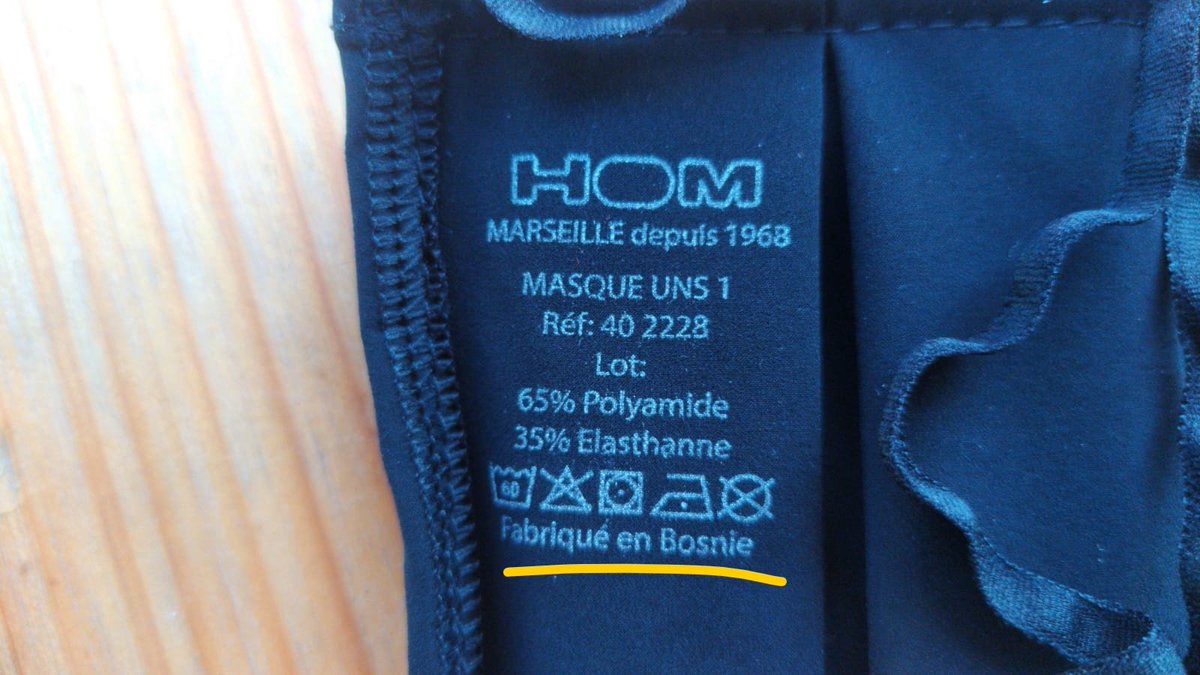 HOM
MARSEILLE depuis 1968
MASQUE UNS 1
Réf: 40 2228
Lot:
65% Polyamide
35% Elasthanne
60
Fabriqué en Bosnie